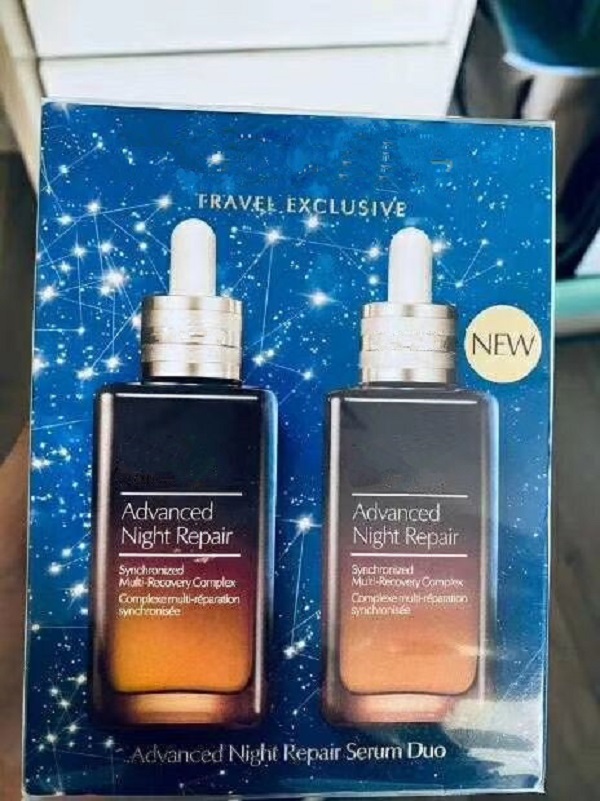 TRAVEL EXCLUSIVE
NEW
Advanced
Night Repair
Synchronized
Multi-Recovery Complex
Complexe multi-réparation
synchronisée
Advanced
Night Repair
Synchronized
Multi-Recovery Complex
Complexe multi-réparation
synchronisée
Advanced Night Repair Serum Duo